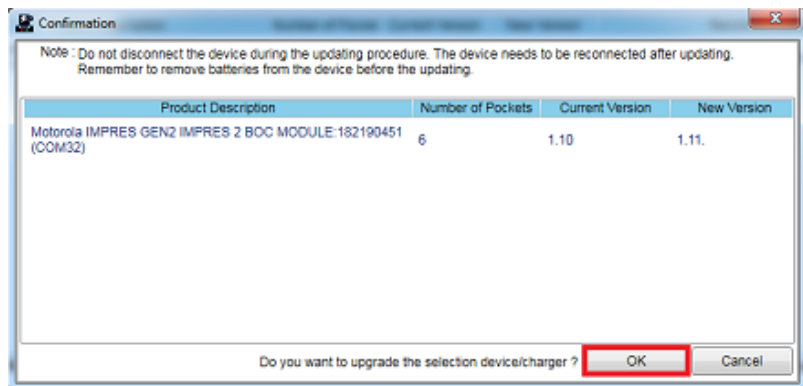 Confirmation
Note : Do not disconnect the device during the updating procedure. The device needs to be reconnected after updating.
Remember to remove batteries from the device before the updating.
Product Description Number of Pockets Current Version New Version
Motorola IMPRES GEN2 IMPRES 2 BOC MODULE:182190451 6 1.10 1.11.
(COM32)
Do you want to upgrade the selection device/charger ? OK Cancel